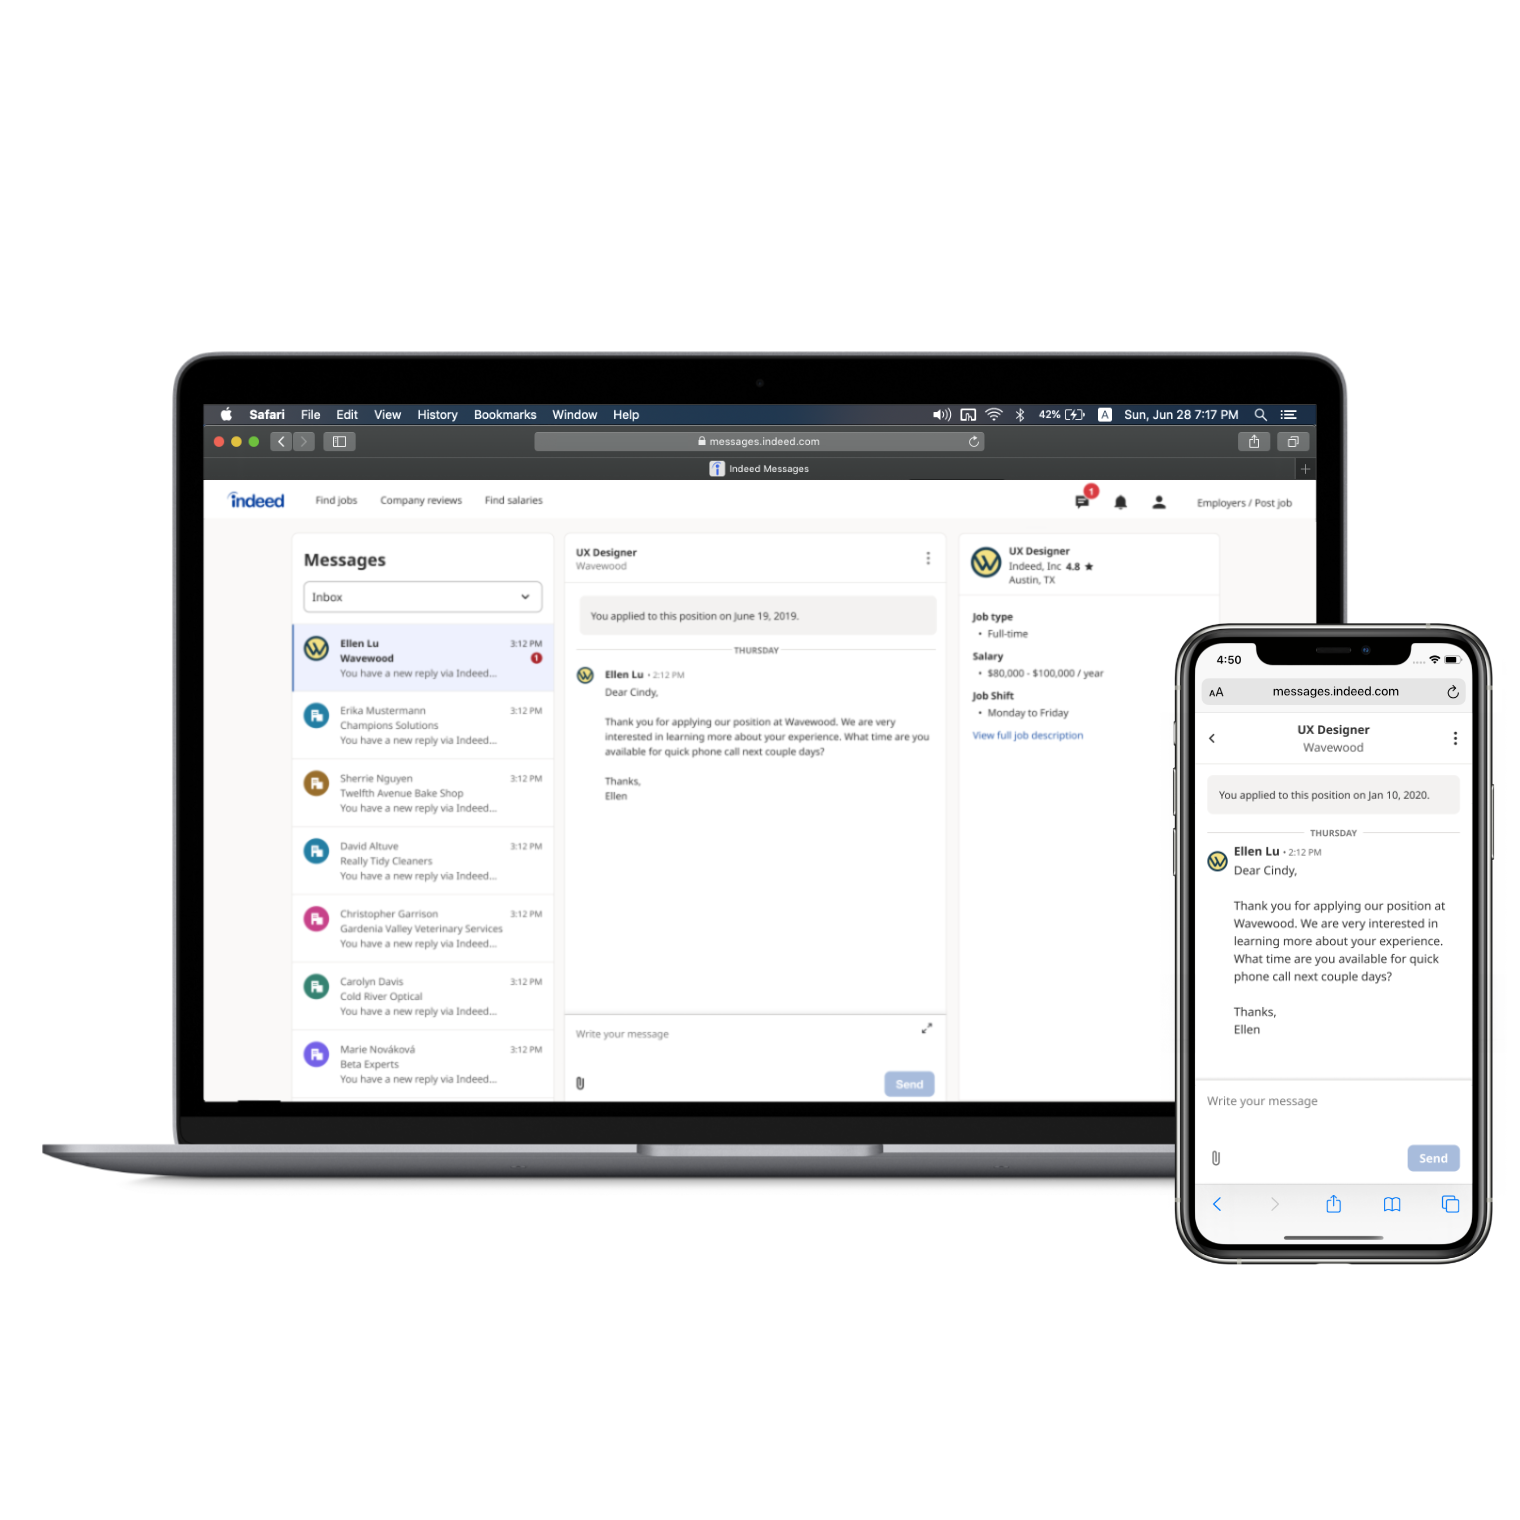 Safari File Edit View History Bookmarks Window Help
42% A Sun, Jun 28 7:17 PM
messages.indeed.com
Indeed Messages
indeed Find jobs Company reviews Find salaries
1
Employers / Post job
Messages
Inbox
Ellen Lu 3:12 PM
Wavewood 1
You have a new reply via Indeed...
Erika Mustermann 3:12 PM
Champions Solutions
You have a new reply via Indeed...
Sherrie Nguyen 3:12 PM
Twelfth Avenue Bake Shop
You have a new reply via Indeed...
David Altuve 3:12 PM
Really Tidy Cleaners
You have a new reply via Indeed...
Christopher Garrison 3:12 PM
Gardenia Valley Veterinary Services
You have a new reply via Indeed...
Carolyn Davis 3:12 PM
Cold River Optical
You have a new reply via Indeed...
Marie Nováková 3:12 PM
Beta Experts
You have a new reply via Indeed...
UX Designer
Wavewood
You applied to this position on June 19, 2019.
THURSDAY
Ellen Lu • 2:12 PM
Dear Cindy,
Thank you for applying our position at Wavewood. We are very
interested in learning more about your experience. What time are you
available for quick phone call next couple days?
Thanks,
Ellen
Write your message
Send
UX Designer
Indeed, Inc 4.8 ★
Austin, TX
Job type
• Full-time
Salary
• $80,000 - $100,000 / year
Job Shift
• Monday to Friday
View full job description
4:50
AA messages.indeed.com
UX Designer
Wavewood
You applied to this position on Jan 10, 2020.
THURSDAY
Ellen Lu • 2:12 PM
Dear Cindy,
Thank you for applying our position at
Wavewood. We are very interested in
learning more about your experience.
What time are you available for quick
phone call next couple days?
Thanks,
Ellen
Write your message
Send